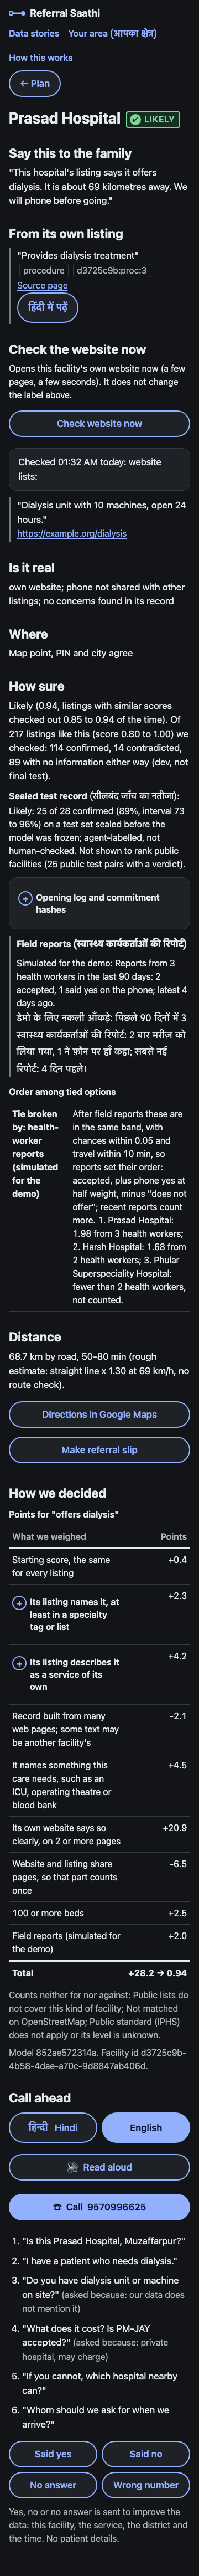 Referral Saathi
Data stories Your area (आपका क्षेत्र)
How this works
← Plan
Prasad Hospital LIKELY
Say this to the family
"This hospital's listing says it offers
dialysis. It is about 69 kilometres away. We
will phone before going."
From its own listing
"Provides dialysis treatment"
procedure d3725c9b:proc:3
Source page
हिंदी में पढ़ें
Check the website now
Opens this facility's own website now (a few
pages, a few seconds). It does not change
the label above.
Check website now
Checked 01:32 AM today: website
lists:
"Dialysis unit with 10 machines, open 24
hours."
https://example.org/dialysis
Is it real
own website; phone not shared with other
listings; no concerns found in its record
Where
Map point, PIN and city agree
How sure
Likely (0.94, listings with similar scores
checked out 0.85 to 0.94 of the time). Of
217 listings like this (score 0.80 to 1.00) we
checked: 114 confirmed, 14 contradicted,
89 with no information either way (dev, not
final test).
Sealed test record (सीलबंद जाँच का नतीजा):
Likely: 25 of 28 confirmed (89%, interval 73
to 96%) on a test set sealed before the
model was frozen; agent-labelled, not
human-checked. Not shown to rank public
facilities (25 public test pairs with a verdict).
+ Opening log and commitment
hashes
Field reports (स्वास्थ्य कार्यकर्ताओं की रिपोर्ट)
Simulated for the demo: Reports from 3
health workers in the last 90 days: 2
accepted, 1 said yes on the phone; latest 4
days ago.
डेमो के लिए नकली आँकड़े: पिछले 90 दिनों में 3
स्वास्थ्य कार्यकर्ताओं की रिपोर्ट: 2 बार मरीज़ को
लिया गया, 1 ने फ़ोन पर हाँ कहा; सबसे नई
रिपोर्ट: 4 दिन पहले।
Order among tied options
Tie broken
by: health-
worker
reports
(simulated
for the
demo)
After field reports these are
in the same band, with
chances within 0.05 and
travel within 10 min, so
reports set their order:
accepted, plus phone yes at
half weight, minus "does not
offer"; recent reports count
more. 1. Prasad Hospital:
1.98 from 3 health workers;
2. Harsh Hospital: 1.68 from
2 health workers; 3. Phular
Superspeciality Hospital:
fewer than 2 health workers,
not counted.
Distance
68.7 km by road, 50-80 min (rough
estimate: straight line x 1.30 at 69 km/h, no
route check).
Directions in Google Maps
Make referral slip
How we decided
Points for "offers dialysis"
What we weighed Points
Starting score, the same
for every listing +0.4
+ Its listing names it, at
least in a specialty
tag or list +2.3
+ Its listing describes it
as a service of its
own +4.2
Record built from many
web pages; some text may
be another facility's -2.1
It names something this
care needs, such as an
ICU, operating theatre or
blood bank +4.5
Its own website says so
clearly, on 2 or more pages +20.9
Website and listing share
pages, so that part counts
once -6.5
100 or more beds +2.5
Field reports (simulated for
the demo) +2.0
Total +28.2 → 0.94
Counts neither for nor against: Public lists do
not cover this kind of facility; Not matched
on OpenStreetMap; Public standard (IPHS)
does not apply or its level is unknown.
Model 852ae572314a. Facility id d3725c9b-
4b58-4dae-a70c-9d8847ab406d.
Call ahead
हिन्दी Hindi English
Read aloud
☎ Call 9570996625
1. "Is this Prasad Hospital, Muzaffarpur?"
2. "I have a patient who needs dialysis."
3. "Do you have dialysis unit or machine
on site?" (asked because: our data does
not mention it)
4. "What does it cost? Is PM-JAY
accepted?" (asked because: private
hospital, may charge)
5. "If you cannot, which hospital nearby
can?"
6. "Whom should we ask for when we
arrive?"
Said yes Said no
No answer Wrong number
Yes, no or no answer is sent to improve the
data: this facility, the service, the district and
the time. No patient details.